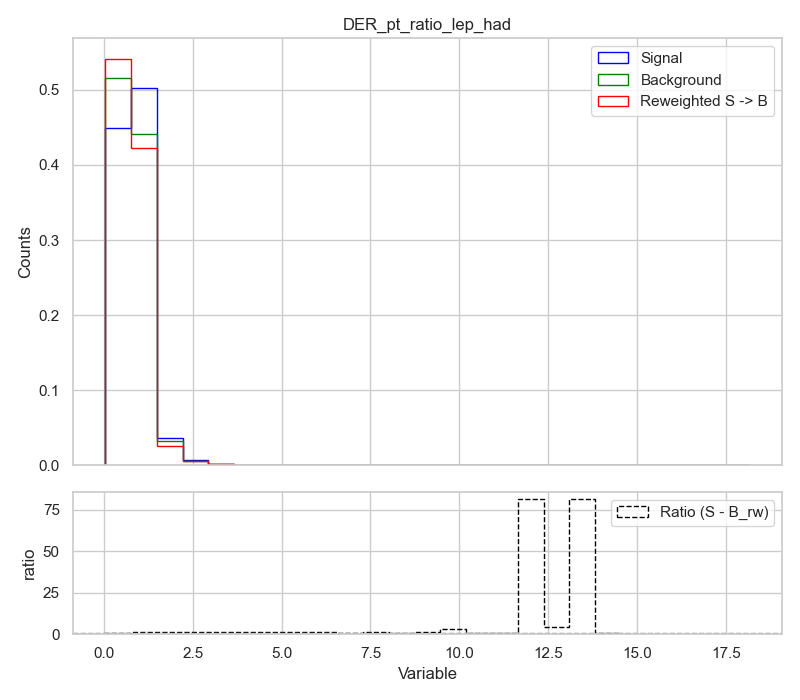 DER_pt_ratio_lep_had
Signal
Background
Reweighted S -> B
0.5
0.4
0.3
0.2
0.1
0.0
Counts
Ratio (S - B_rw)
75
50
25
0
ratio
0.0 2.5 5.0 7.5 10.0 12.5 15.0 17.5
Variable